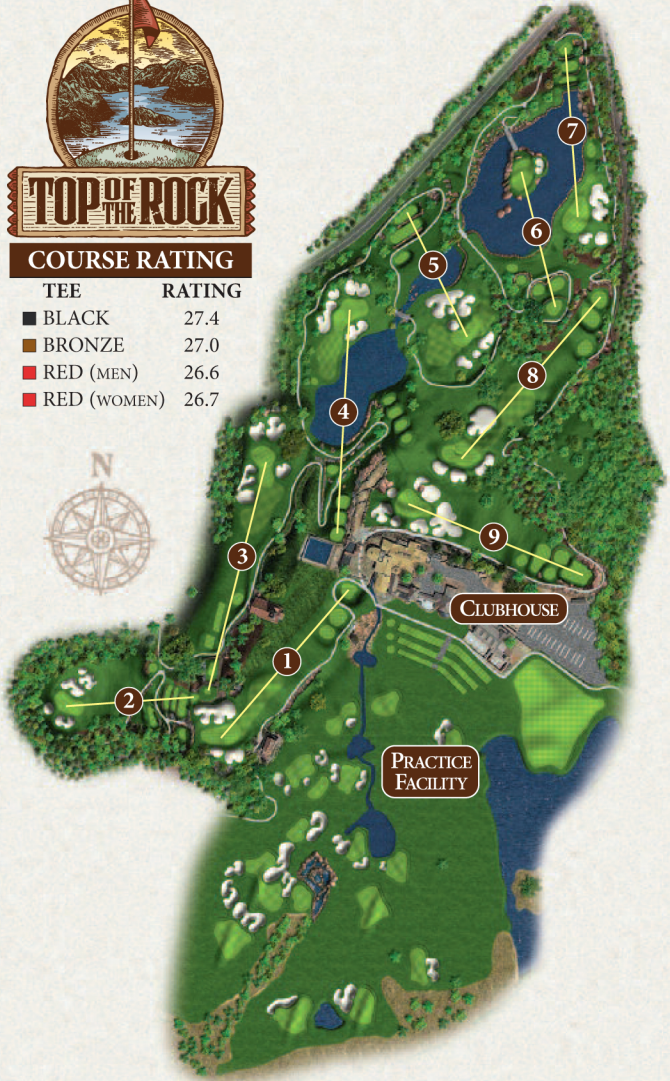 TOP OF THE ROCK
COURSE RATING
TEE RATING
BLACK 27.4
BRONZE 27.0
RED (MEN) 26.6
RED (WOMEN) 26.7
N
7
6
5
8
4
9
3
CLUBHOUSE
1
2
PRACTICE
FACILITY